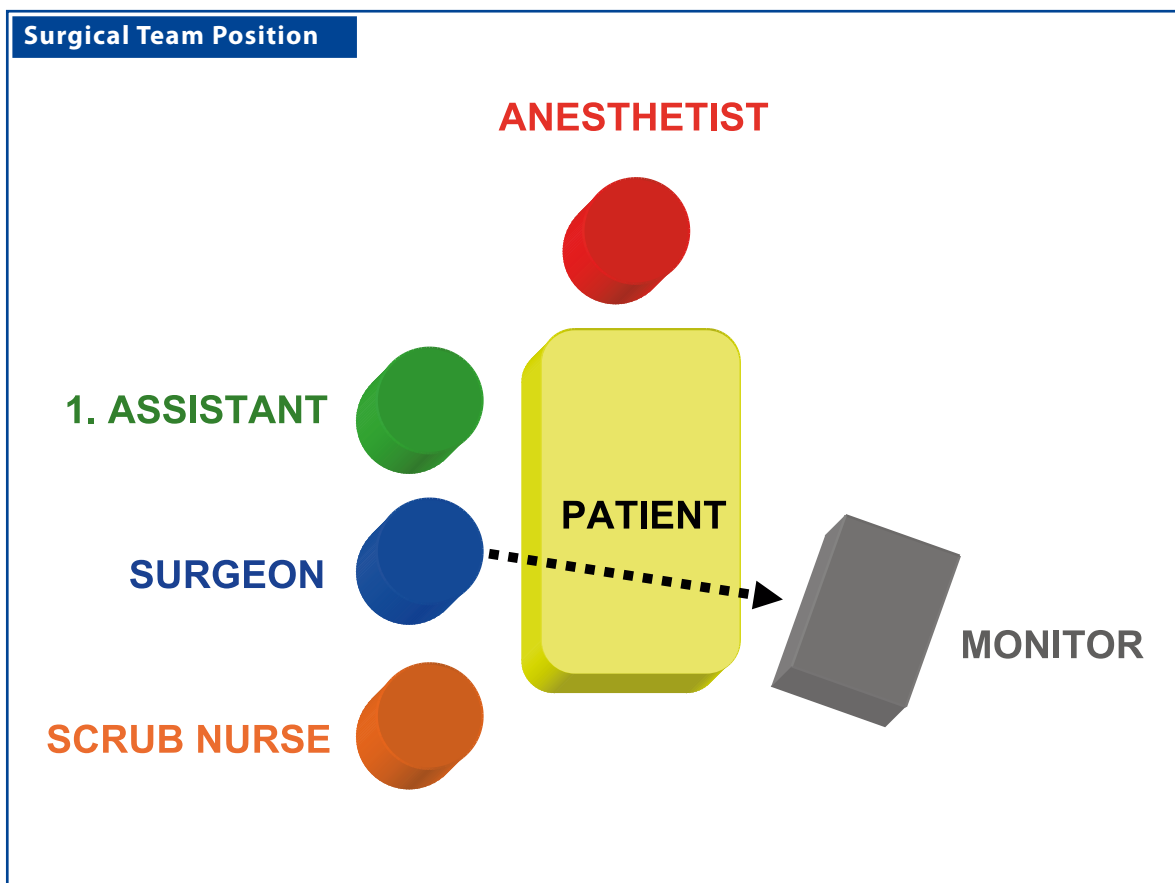 Surgical Team Position
ANESTHETIST
1. ASSISTANT
PATIENT
SURGEON
MONITOR
SCRUB NURSE